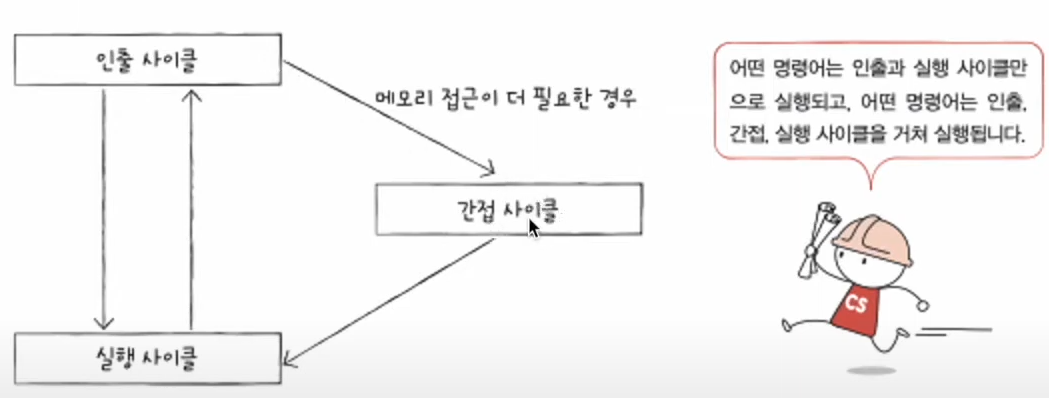 인출 사이클
메모리 접근이 더 필요한 경우
간접 사이클
실행 사이클
어떤 명령어는 인출과 실행 사이클만
으로 실행되고, 어떤 명령어는 인출,
간접, 실행 사이클을 거쳐 실행됩니다.
CS